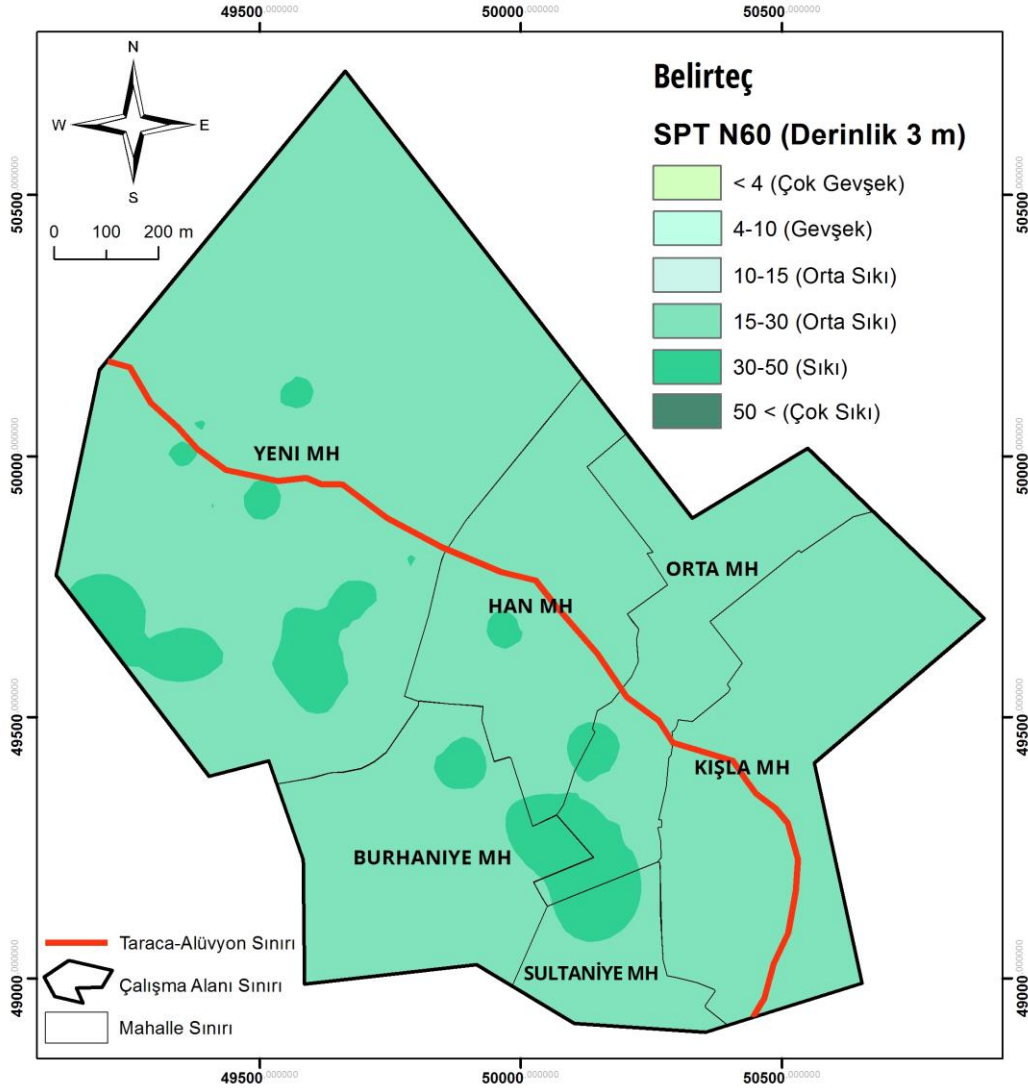 49500.000000 50000.000000 50500.000000
N
W E
S
0 100 200 m
Belirteç
SPT N60 (Derinlik 3 m)
< 4 (Çok Gevşek)
4-10 (Gevşek)
10-15 (Orta Sıkı)
15-30 (Orta Sıkı)
30-50 (Sıkı)
50 < (Çok Sıkı)
50500.000000 50500.000000
50000.000000 50000.000000
49500.000000 49500.000000
49000.000000 49000.000000
YENI MH
ORTA MH
HAN MH
KIŞLA MH
BURHANIYE MH
SULTANİYE MH
Taraca-Alüvyon Sınırı
Çalışma Alanı Sınırı
Mahalle Sınırı
49500.000000 50000.000000 50500.000000